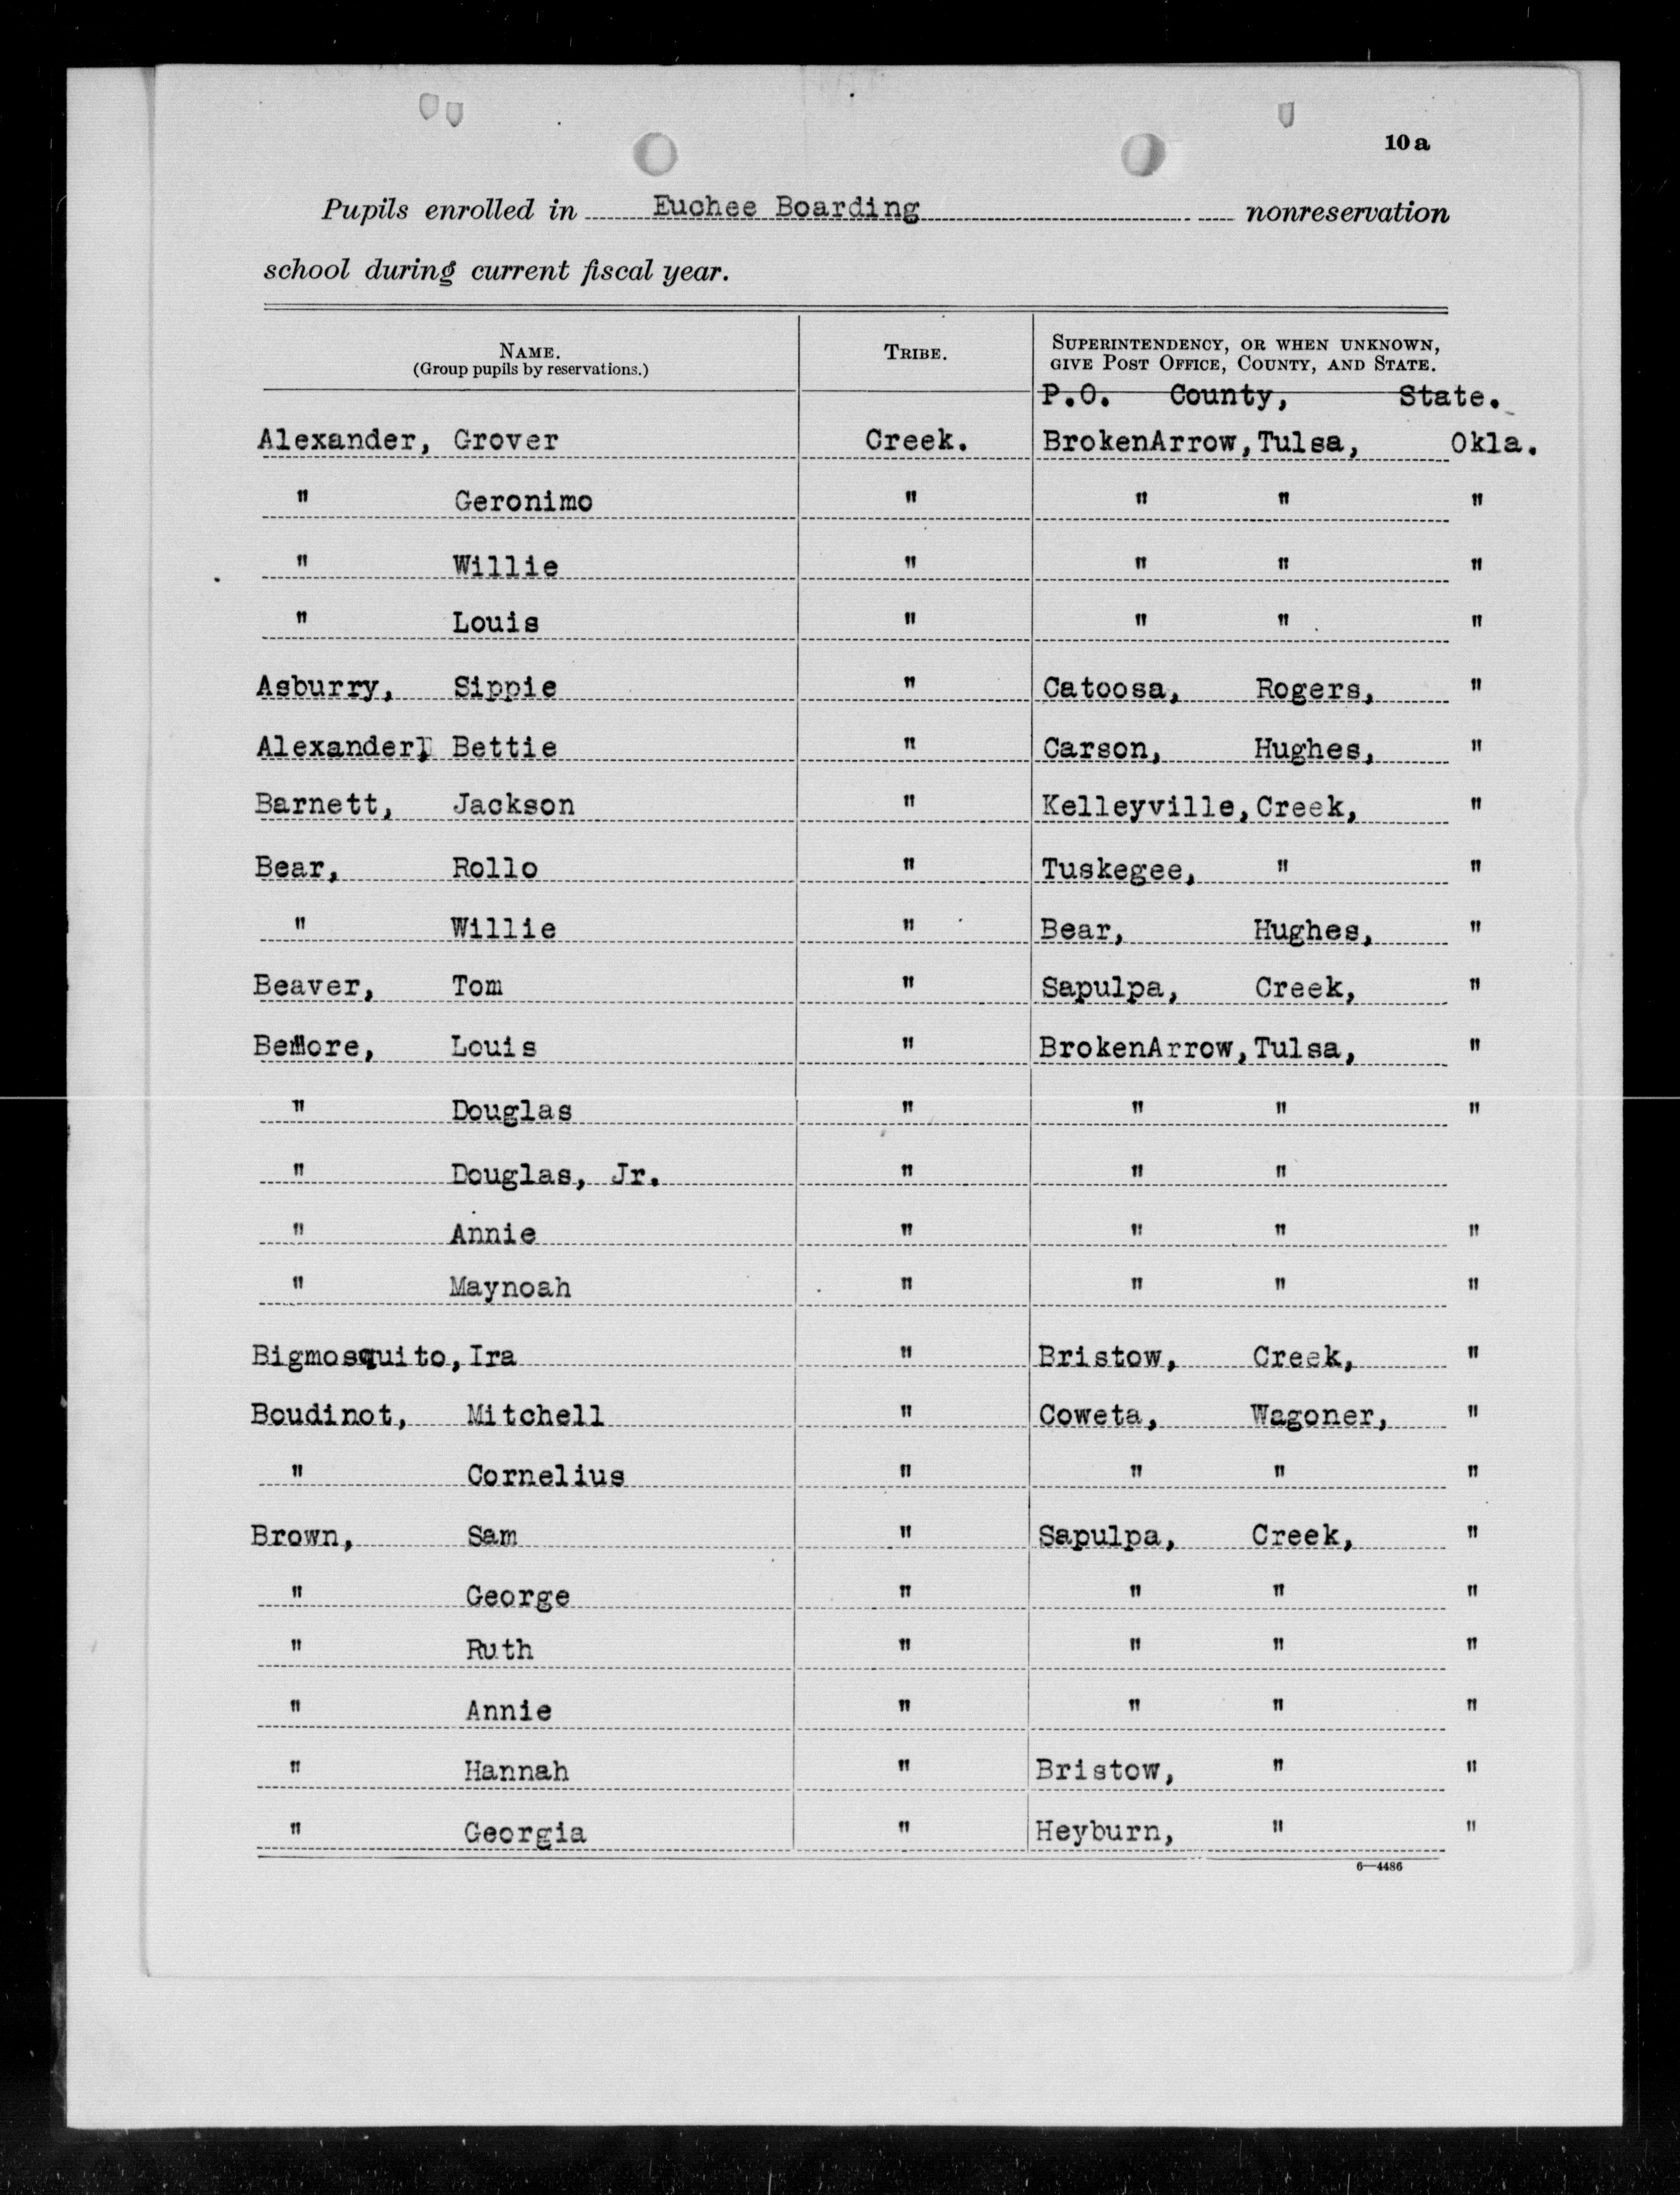 10 a
Pupils enrolled in Euchee Boarding nonreservation
school during current fiscal year.
NAME. (Group pupils by reservations.) TRIBE. SUPERINTENDENCY, OR WHEN UNKNOWN, GIVE POST OFFICE, COUNTY, AND STATE.
P.O. County, State.
Alexander, Grover Creek. BrokenArrow, Tulsa, Okla.
" Geronimo " " " "
" Willie " " " "
" Louis " " " "
Asburry, Sippie " Catoosa, Rogers, "
Alexander, Bettie " Carson, Hughes, "
Barnett, Jackson " Kelleyville, Creek, "
Bear, Rollo " Tuskegee, " "
" Willie " Bear, Hughes, "
Beaver, Tom " Sapulpa, Creek, "
Bemore, Louis " BrokenArrow, Tulsa, "
" Douglas " " " "
" Douglas, Jr. " " "
" Annie " " " "
" Maynoah " " " "
Bigmosquito, Ira " Bristow, Creek, "
Boudinot, Mitchell " Coweta, Wagoner, "
" Cornelius " " " "
Brown, Sam " Sapulpa, Creek, "
" George " " " "
" Ruth " " " "
" Annie " " " "
" Hannah " Bristow, " "
" Georgia " Heyburn, " "
6—4486